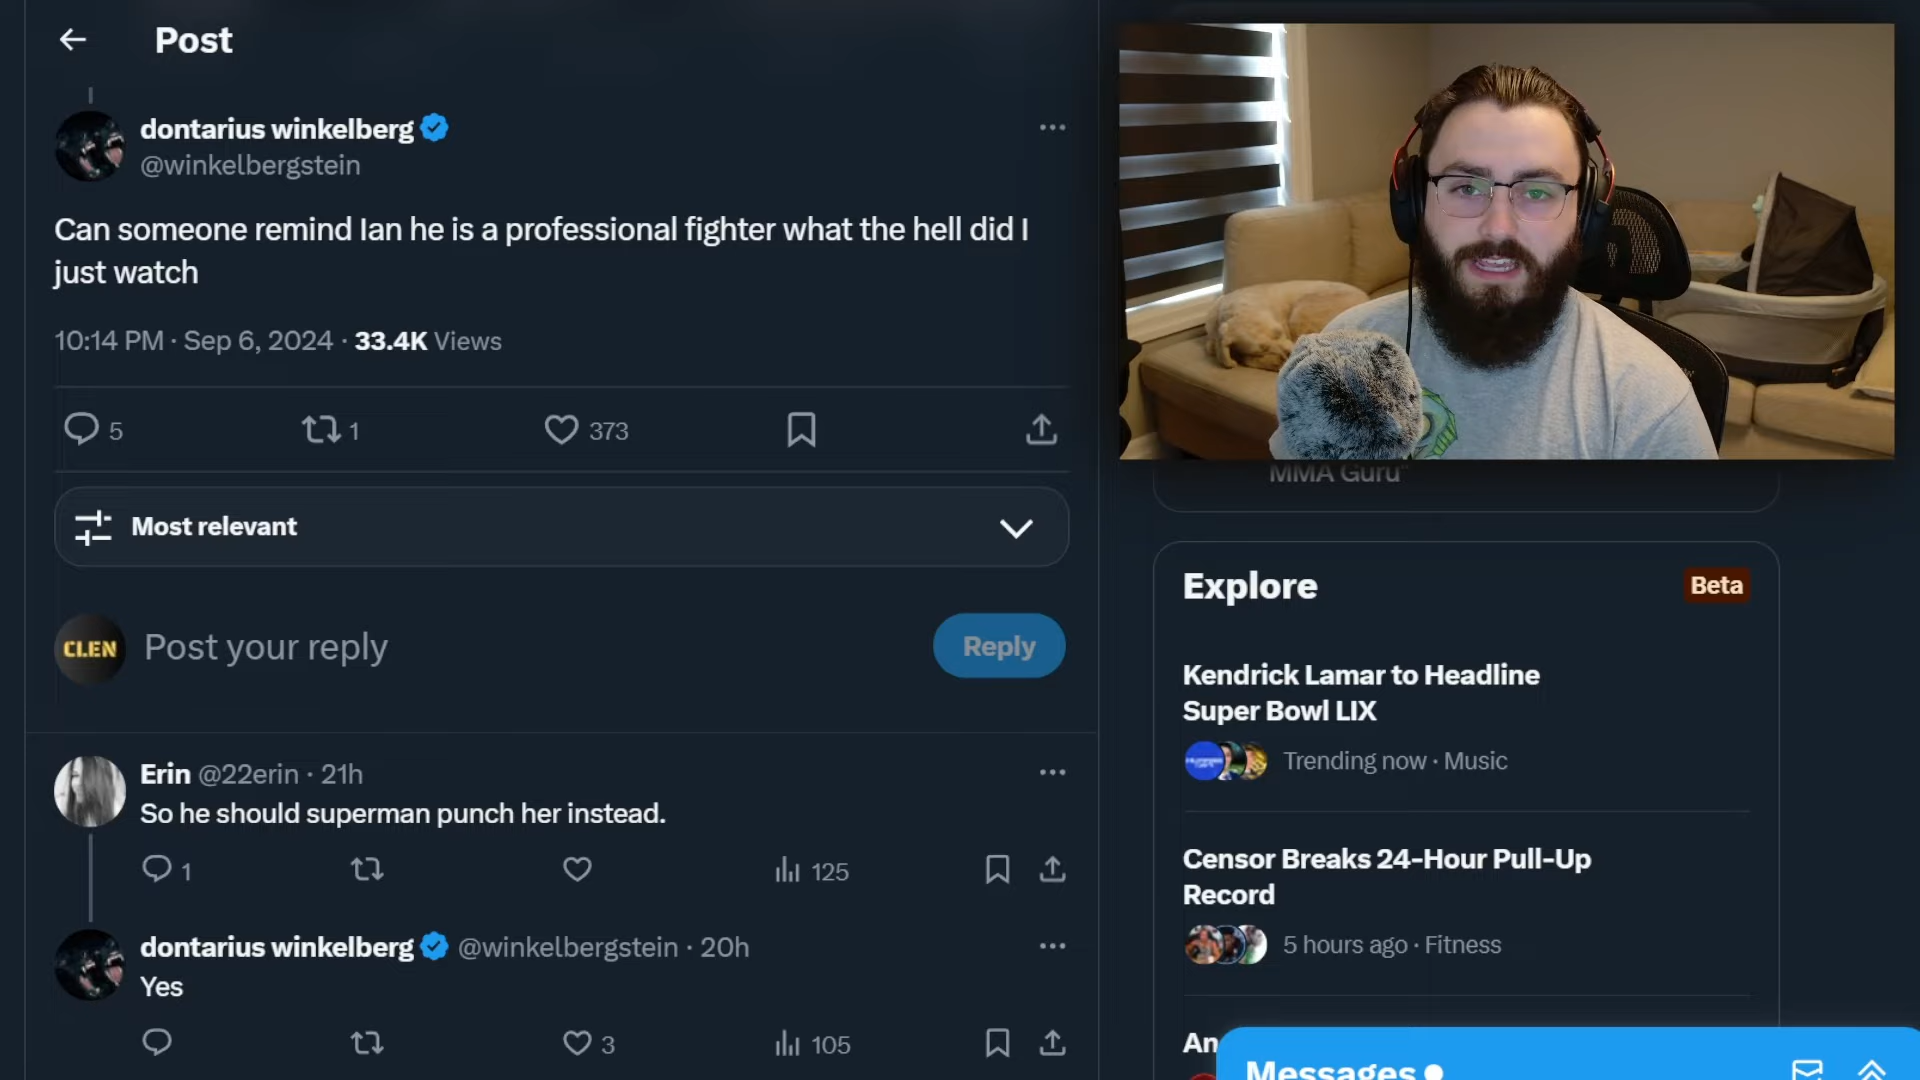 Post
dontarius winkelberg
@winkelbergstein
Can someone remind Ian he is a professional fighter what the hell did I
just watch
10:14 PM · Sep 6, 2024 · 33.4K Views
5
1
373
Most relevant
CLEN
Post your reply
Reply
Erin @22erin · 21h
So he should superman punch her instead.
1
125
dontarius winkelberg @winkelbergstein · 20h
Yes
3
105
MMA Guru"
Explore
Beta
Kendrick Lamar to Headline
Super Bowl LIX
Trending now · Music
Censor Breaks 24-Hour Pull-Up
Record
5 hours ago · Fitness
An
Messages